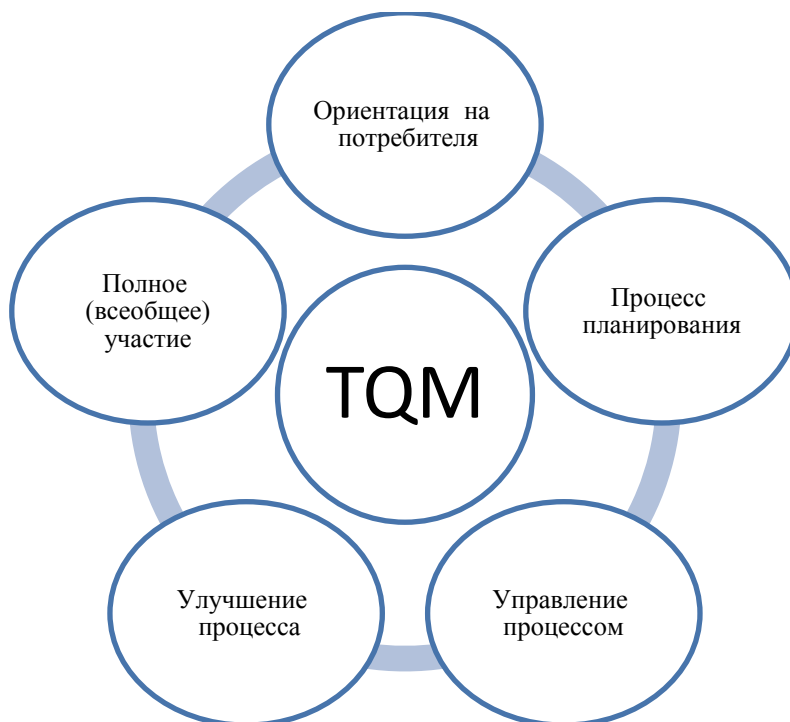 Ориентация на
потребителя
Полное
(всеобщее)
участие
Процесс
планирования
TQM
Улучшение
процесса
Управление
процессом